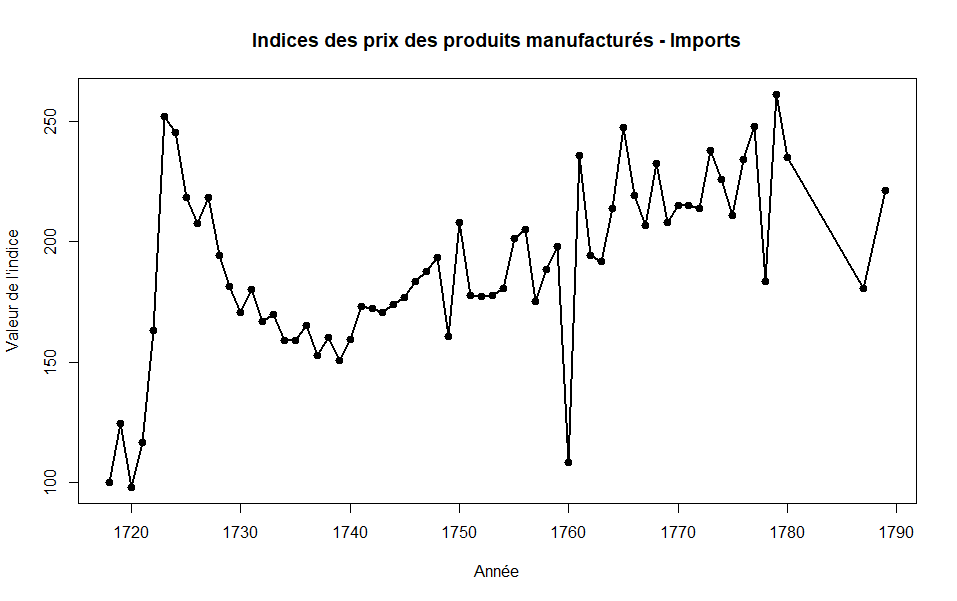 Indices des prix des produits manufacturés - Imports
Valeur de l'indice
250
200
150
100
1720 1730 1740 1750 1760 1770 1780 1790
Année